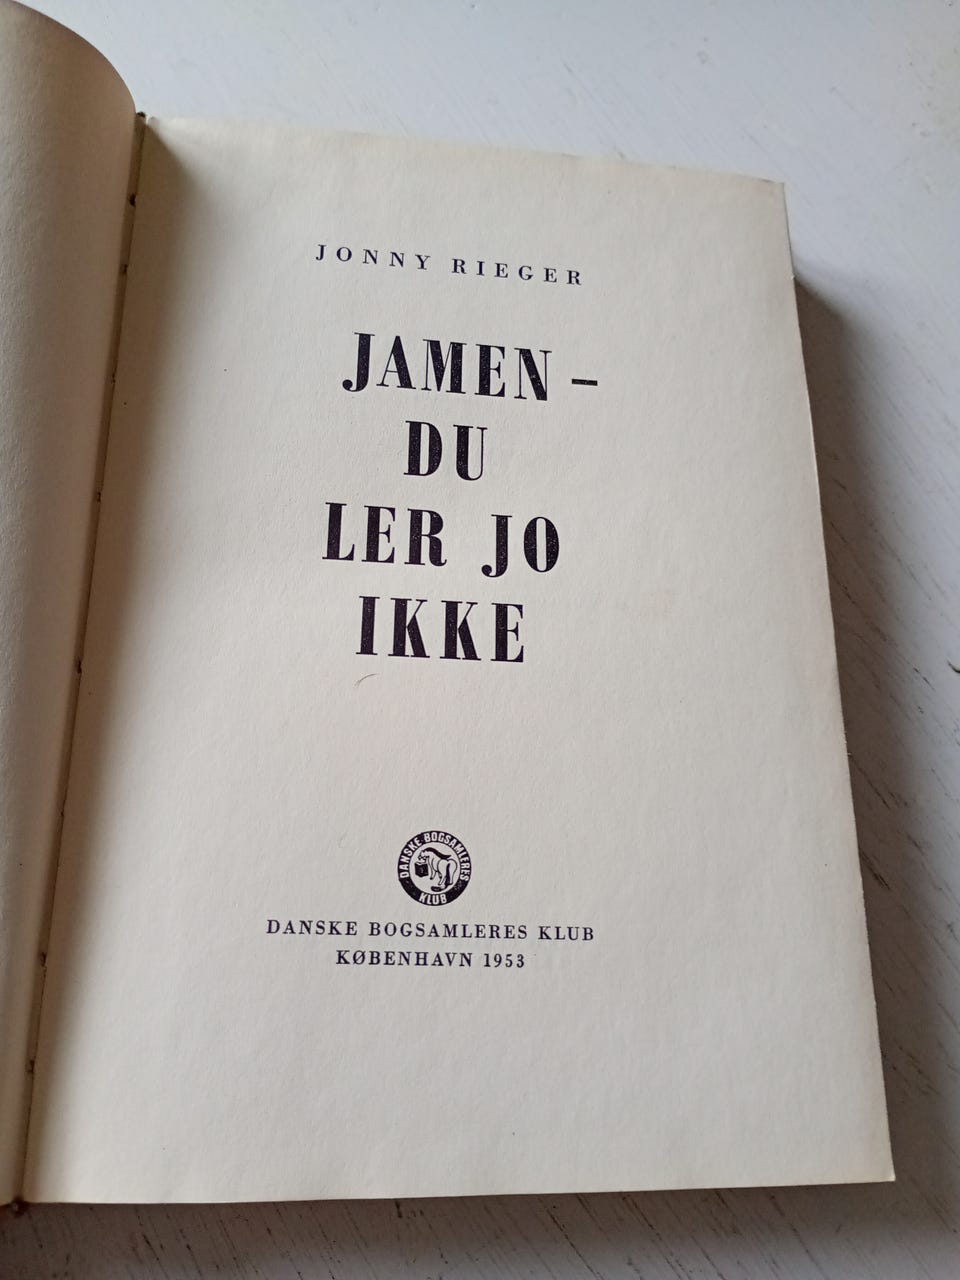 JONNY RIEGER
JAMEN –
DU
LER JO
IKKE
DANSKE BOGSAMLERES
KLUB
DANSKE BOGSAMLERES KLUB
KØBENHAVN 1953